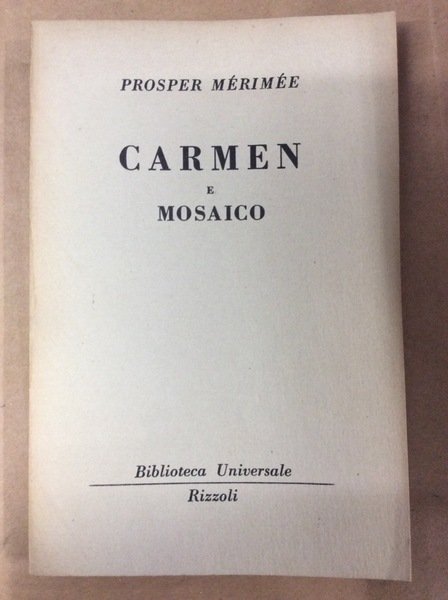 PROSPER MÉRIMÉE
CARMEN
E
MOSAICO
Biblioteca Universale
Rizzoli